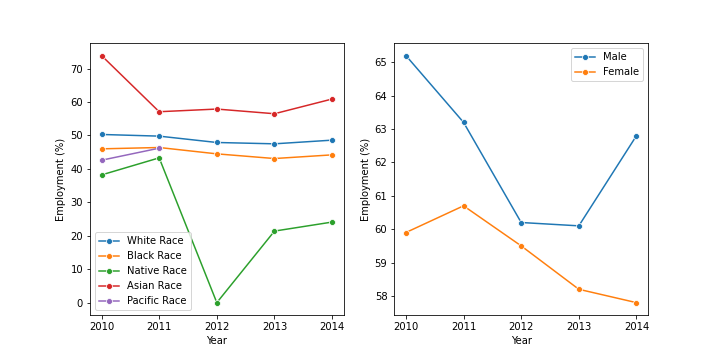 70
60
50
40
30
20
10
0
Employment (%)
White Race
Black Race
Native Race
Asian Race
Pacific Race
2010 2011 2012 2013 2014
Year
65
64
63
62
61
60
59
58
Employment (%)
Male
Female
2010 2011 2012 2013 2014
Year